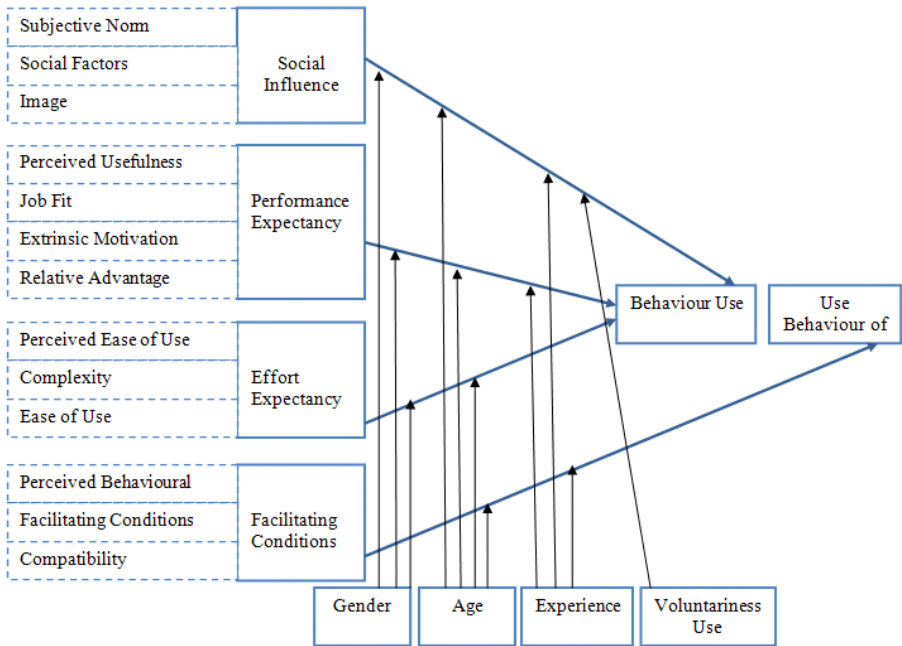 Subjective Norm
Social Factors
Image
Social
Influence
Perceived Usefulness
Job Fit
Extrinsic Motivation
Relative Advantage
Performance
Expectancy
Perceived Ease of Use
Complexity
Ease of Use
Effort
Expectancy
Perceived Behavioural
Facilitating Conditions
Compatibility
Facilitating
Conditions
Behaviour Use
Use
Behaviour of
Gender
Age
Experience
Voluntariness
Use